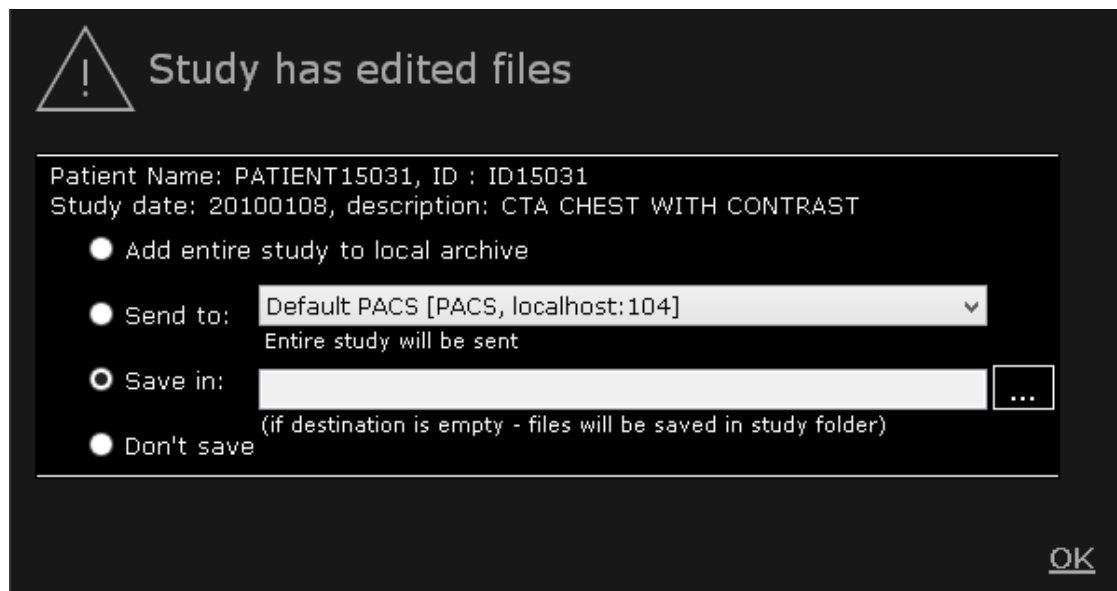 Study has edited files
Patient Name: PATIENT15031, ID : ID15031
Study date: 20100108, description: CTA CHEST WITH CONTRAST
Add entire study to local archive
Send to: Default PACS [PACS, localhost:104]
Entire study will be sent
Save in: ...
(if destination is empty - files will be saved in study folder)
Don't save
OK